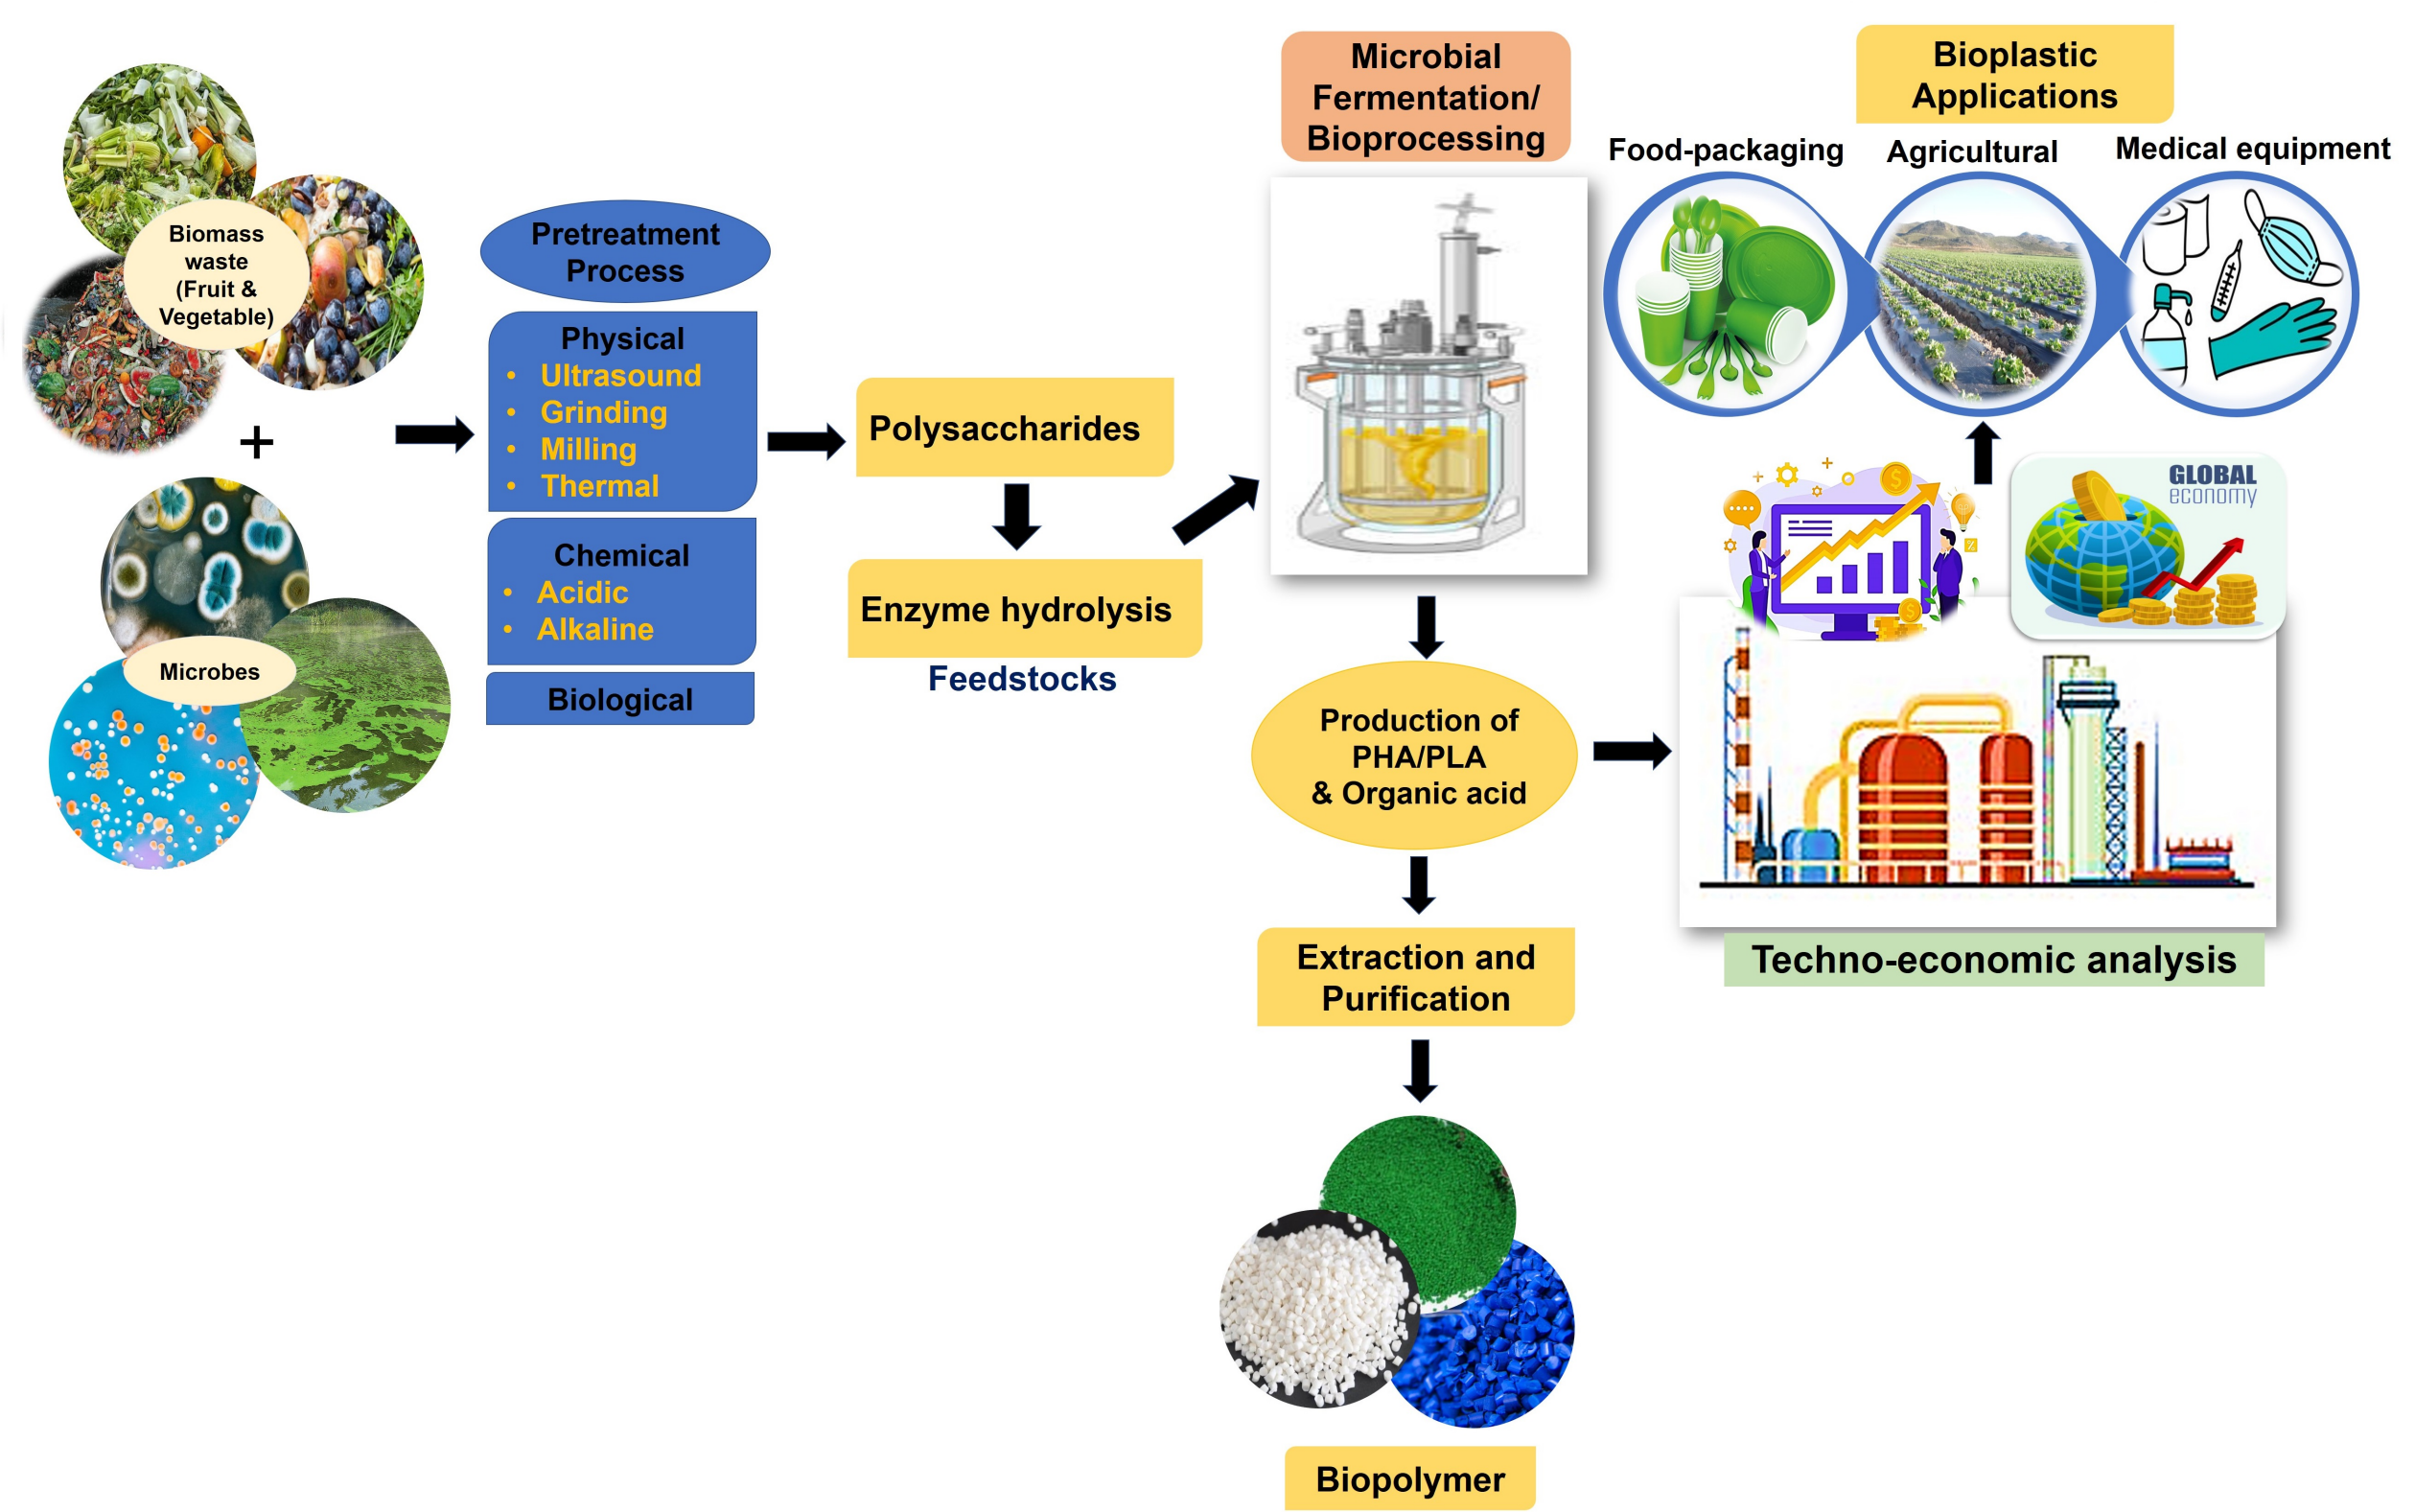 Biomass
waste
(Fruit &
Vegetable)
+
Microbes
Pretreatment
Process
Physical
• Ultrasound
• Grinding
• Milling
• Thermal
Chemical
• Acidic
• Alkaline
Biological
Polysaccharides
Enzyme hydrolysis
Feedstocks
Microbial
Fermentation/
Bioprocessing
Production of
PHA/PLA
& Organic acid
Extraction and
Purification
Biopolymer
Bioplastic
Applications
Food-packaging
Agricultural
Medical equipment
GLOBAL
economy
Techno-economic analysis